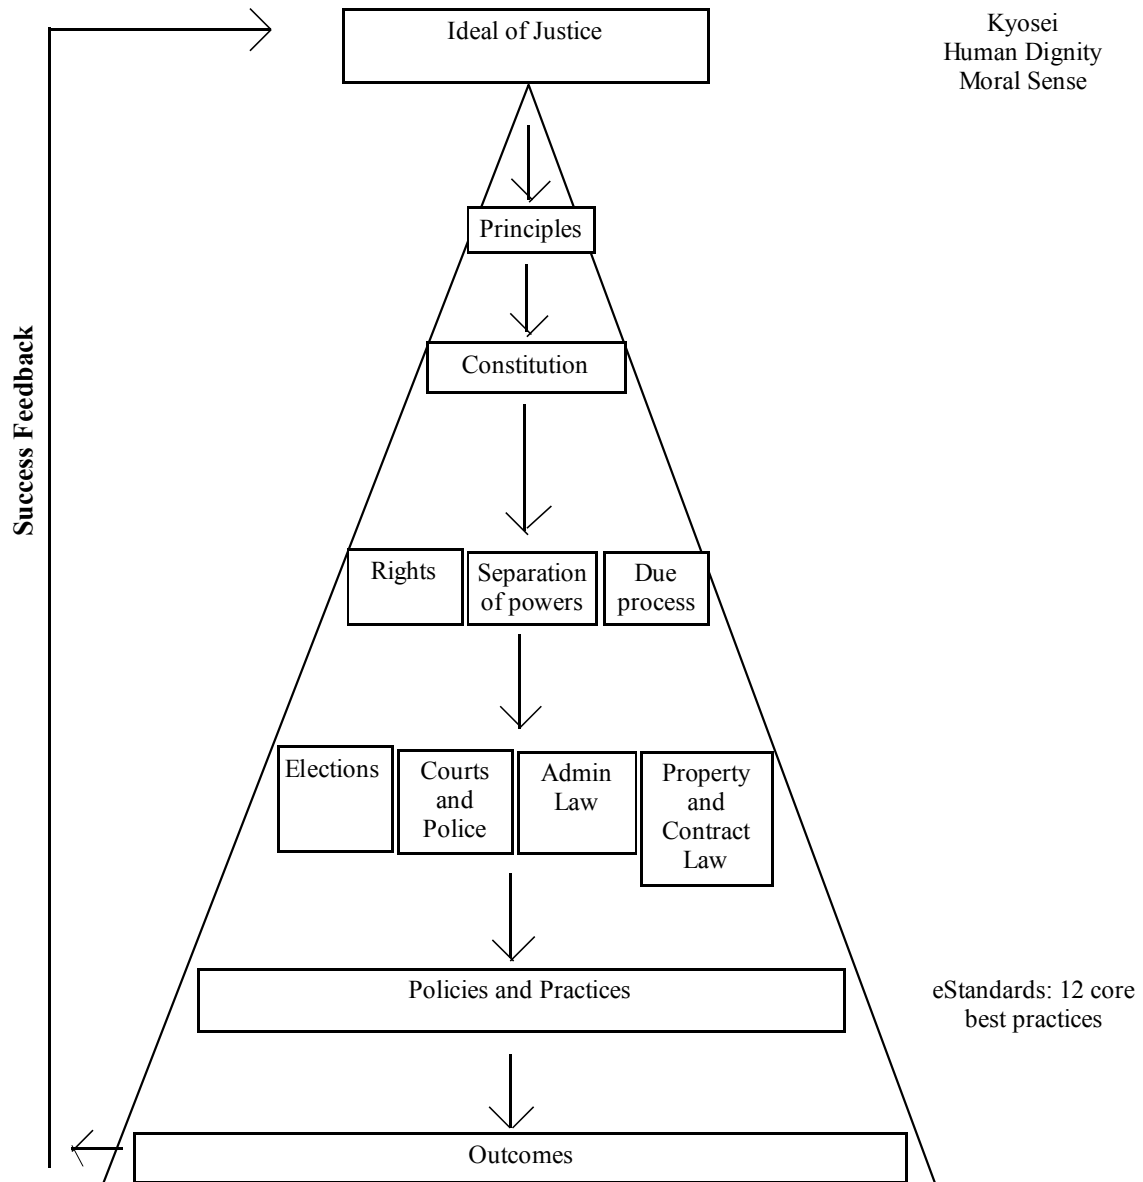 Ideal of Justice
Kyosei
Human Dignity
Moral Sense
Principles
Constitution
Success Feedback
Rights
Separation
of powers
Due
process
Elections
Courts
and
Police
Admin
Law
Property
and
Contract
Law
Policies and Practices
eStandards: 12 core
best practices
Outcomes